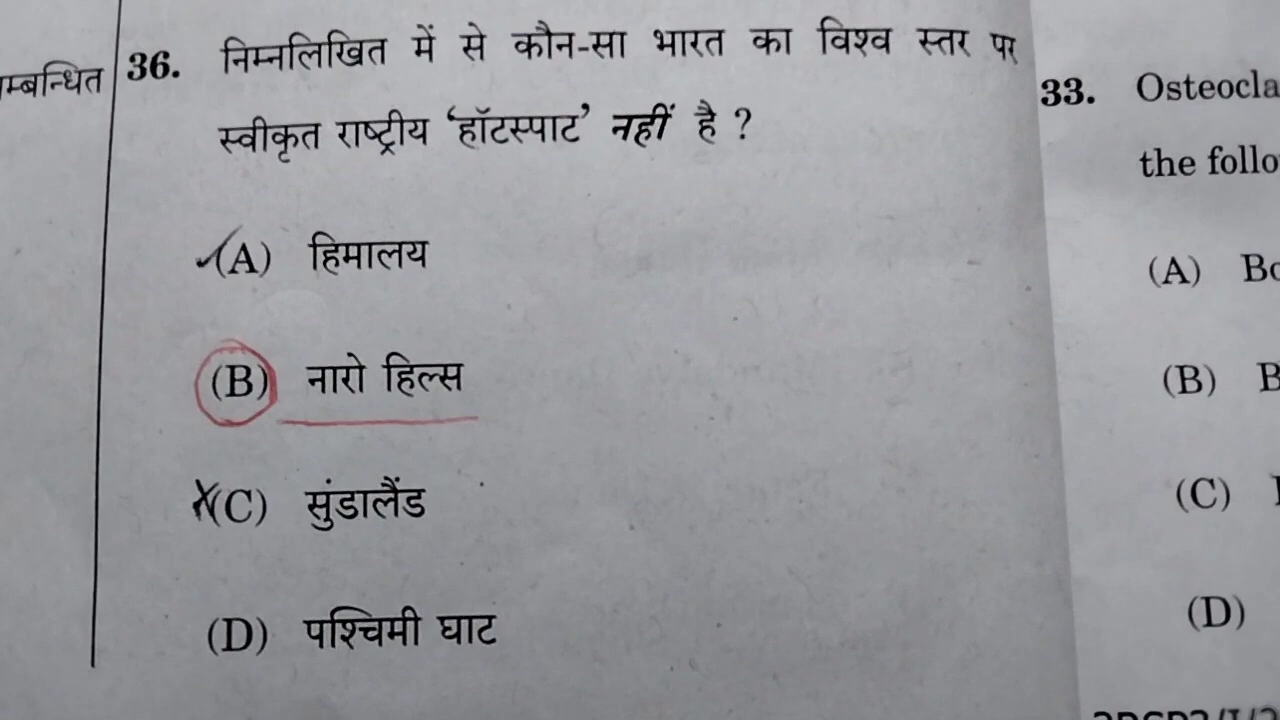 म्बन्धित
36. निम्नलिखित में से कौन-सा भारत का विश्व स्तर पर
स्वीकृत राष्ट्रीय ‘हॉटस्पाट’ नहीं है ?
(A) हिमालय
(B) नारो हिल्स
(C) सुंडालैंड
(D) पश्चिमी घाट
33. Osteocla
the follo
(A) Bo
(B) B
(C)
(D)